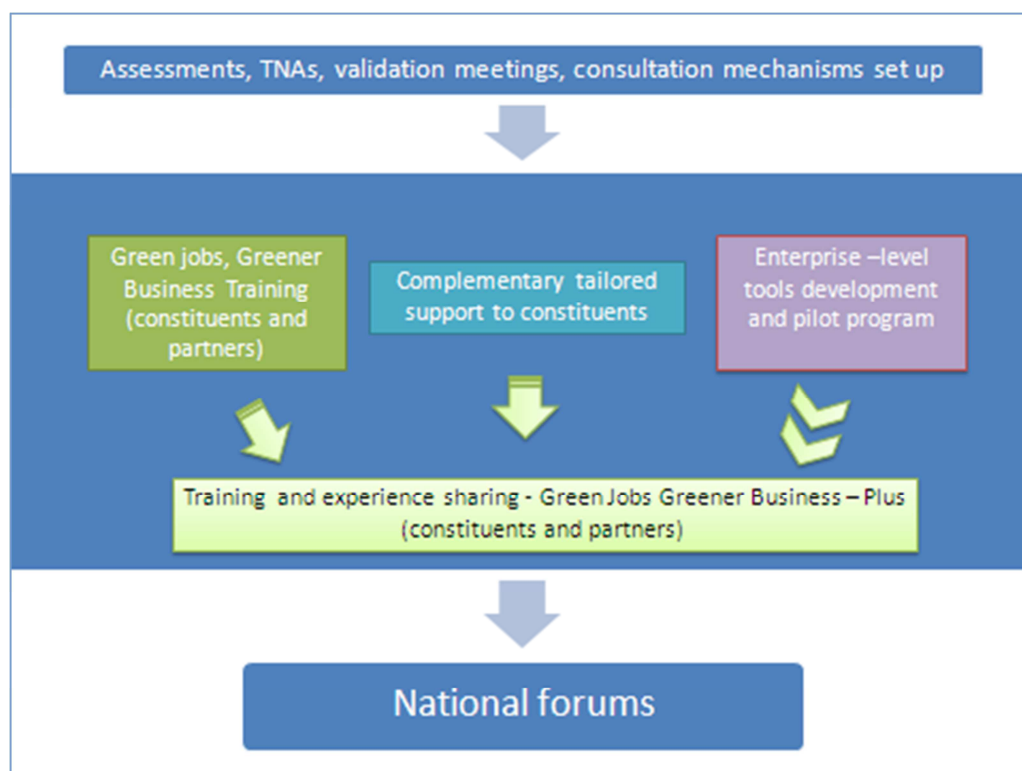 Assessments, TNAs, validation meetings, consultation mechanisms set up
Green jobs, Greener
Business Training
(constituents and
partners)
Complementary tailored
support to constituents
Enterprise –level
tools development
and pilot program
Training and experience sharing - Green Jobs Greener Business – Plus
(constituents and partners)
National forums